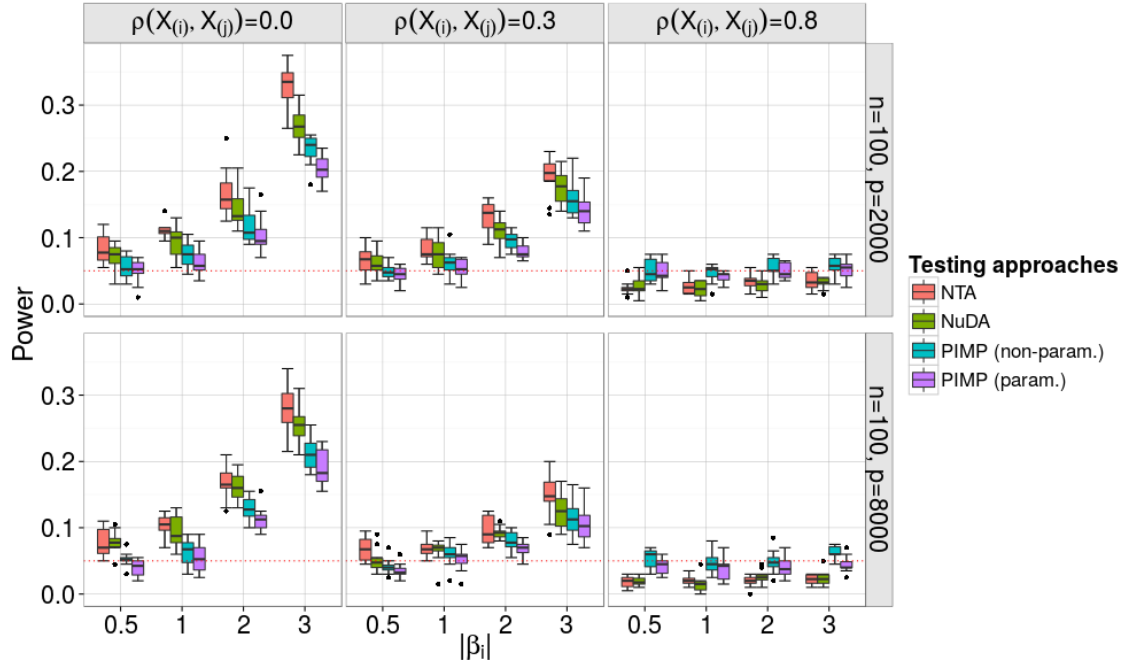 ρ(X(i), X(j))=0.0 ρ(X(i), X(j))=0.3 ρ(X(i), X(j))=0.8
0.3
0.2
0.1
0.0
n=100, p=2000
Power
0.3
0.2
0.1
0.0
n=100, p=8000
0.5 1 2 3 0.5 1 2 3 0.5 1 2 3
|βi|
Testing approaches
NTA
NuDA
PIMP (non-param.)
PIMP (param.)